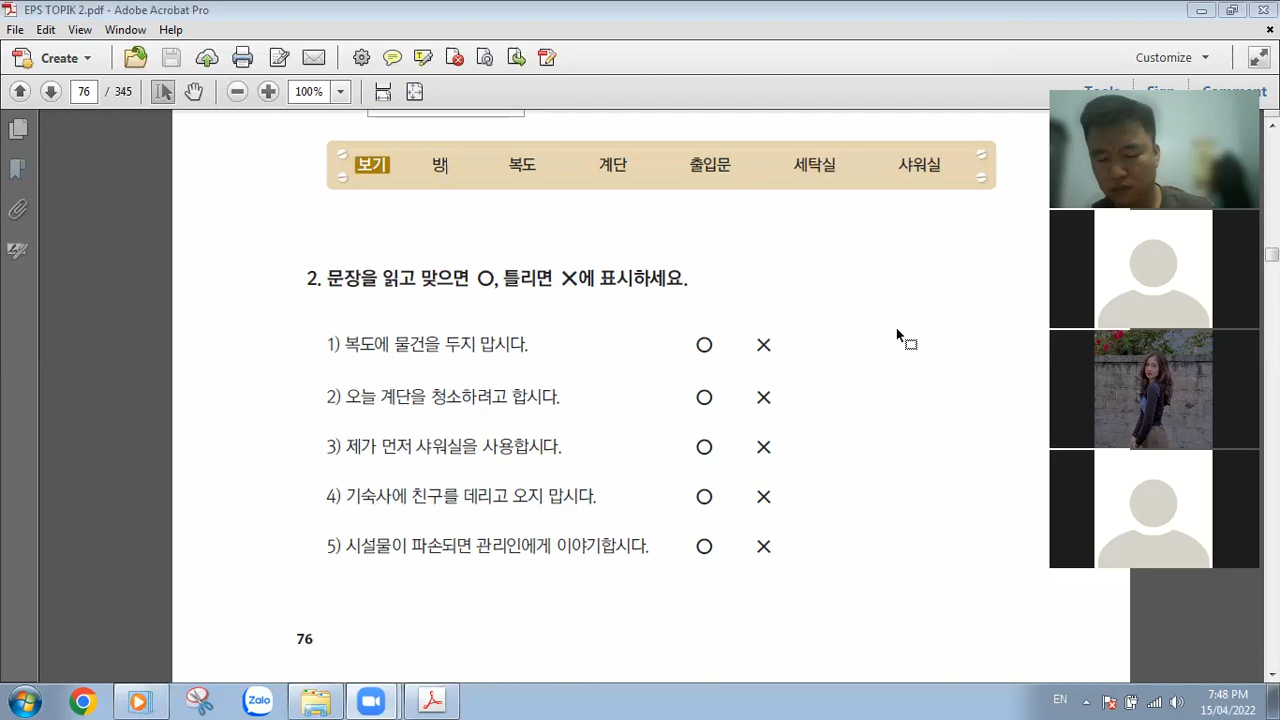 EPS TOPIK 2.pdf - Adobe Acrobat Pro
File Edit View Window Help
Create Customize
76 / 345 100%
Tools Sign Comment
보기 방 복도 계단 출입문 세탁실 샤워실
2. 문장을 읽고 맞으면 O, 틀리면 ×에 표시하세요.
1) 복도에 물건을 두지 맙시다. O ×
2) 오늘 계단을 청소하려고 합시다. O ×
3) 제가 먼저 샤워실을 사용합시다. O ×
4) 기숙사에 친구를 데리고 오지 맙시다. O ×
5) 시설물이 파손되면 관리인에게 이야기합시다. O ×
76
Zalo
EN
7:48 PM
15/04/2022